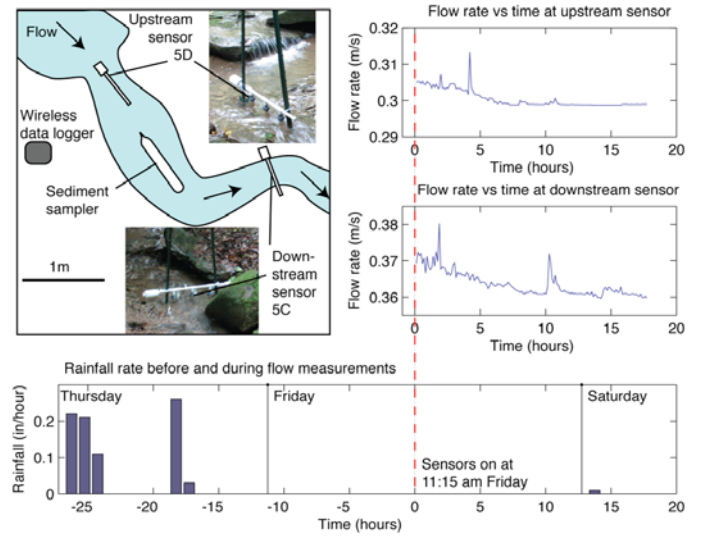 Flow
Upstream
sensor
5D
Wireless
data logger
Sediment
sampler
1m
Down-
stream
sensor
5C
Flow rate vs time at upstream sensor
Flow rate (m/s)
0.32
0.31
0.3
0.29
0 5 10 15 20
Time (hours)
Flow rate vs time at downstream sensor
Flow rate (m/s)
0.38
0.37
0.36
0 5 10 15 20
Time (hours)
Rainfall rate before and during flow measurements
Rainfall (in/hour)
0.2
0.1
0
Thursday Friday Saturday
Sensors on at
11:15 am Friday
-25 -20 -15 -10 -5 0 5 10 15 20
Time (hours)